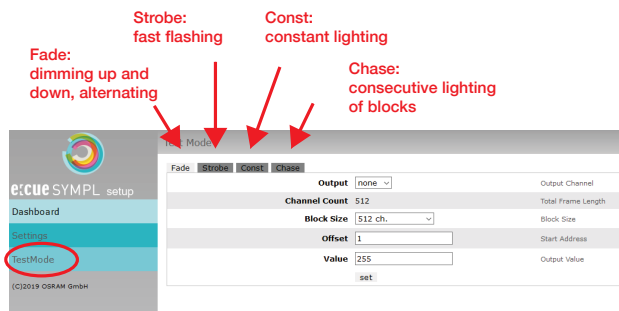 Strobe:
fast flashing
Const:
constant lighting
Fade:
dimming up and
down, alternating
Chase:
consecutive lighting
of blocks
Test Mode
e:cue SYMPL setup
Dashboard
Settings
TestMode
(C)2019 OSRAM GmbH
Fade Strobe Const Chase
Output none Output Channel
Channel Count 512 Total Frame Length
Block Size 512 ch. Block Size
Offset 1 Start Address
Value 255 Output Value
set